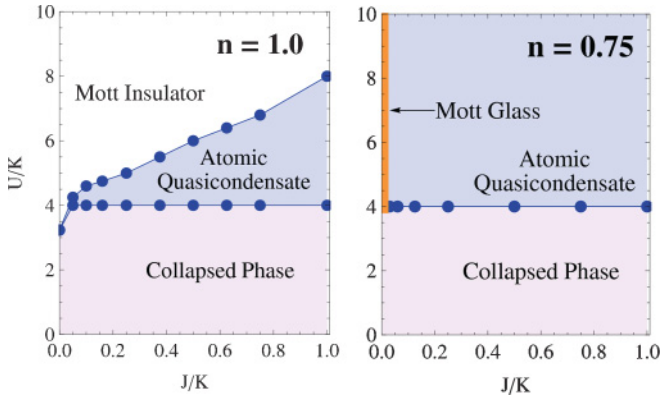 n = 1.0
Mott Insulator
Atomic
Quasicondensate
Collapsed Phase
U/K
10
8
6
4
2
0
0.0 0.2 0.4 0.6 0.8 1.0
J/K
n = 0.75
Mott Glass
Atomic
Quasicondensate
Collapsed Phase
10
8
6
4
2
0
0.0 0.2 0.4 0.6 0.8 1.0
J/K